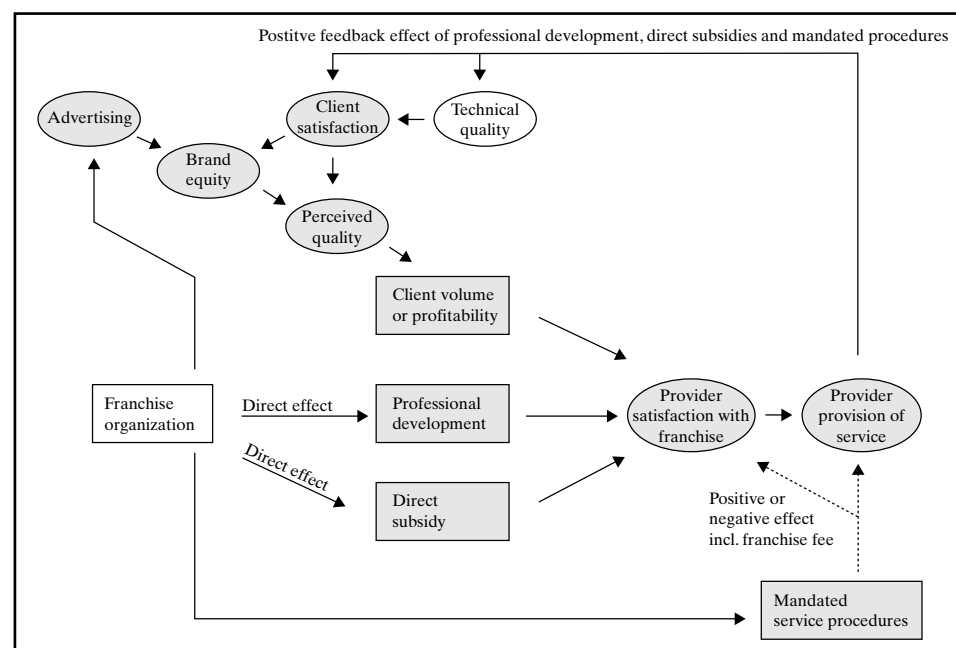 Postitve feedback effect of professional development, direct subsidies and mandated procedures
Advertising
Client
satisfaction
Technical
quality
Brand
equity
Perceived
quality
Client volume
or profitability
Franchise
organization
Direct effect
Professional
development
Provider
satisfaction with
franchise
Provider
provision of
service
Direct effect
Direct
subsidy
Positive or
negative effect
incl. franchise fee
Mandated
service procedures